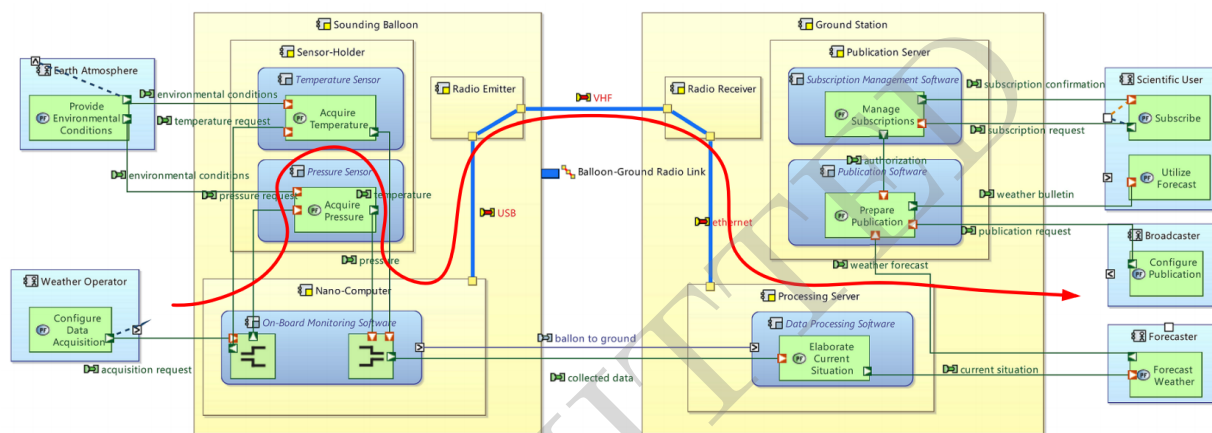 Sounding Balloon
Ground Station
Sensor-Holder
Publication Server
Earth Atmosphere
Temperature Sensor
Radio Emitter
VHF
Radio Receiver
Subscription Management Software
subscription confirmation
Scientific User
environmental conditions
Provide
Environmental
Conditions
Acquire
Temperature
Manage
Subscriptions
Subscribe
temperature request
subscription request
authorization
environmental conditions
Pressure Sensor
Balloon-Ground Radio Link
Publication Software
Utilize
Forecast
pressure request
temperature
weather bulletin
Acquire
Pressure
USB
ethernet
Prepare
Publication
publication request
Broadcaster
pressure
weather forecast
Configure
Publication
Weather Operator
Nano-Computer
Processing Server
Configure
Data
Acquisition
On-Board Monitoring Software
Data Processing Software
Forecaster
ballon to ground
Elaborate
Current
Situation
acquisition request
collected data
current situation
Forecast
Weather
ITTED